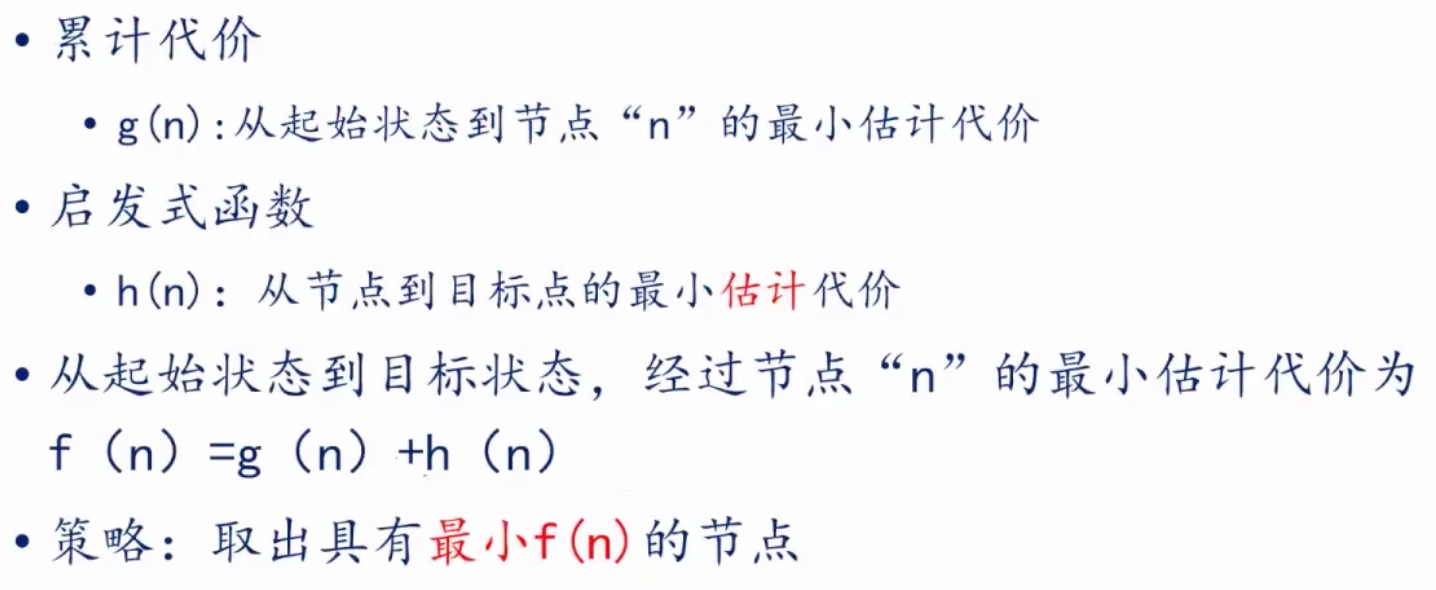 • 累计代价
• g(n):从起始状态到节点“n”的最小估计代价
• 启发式函数
• h(n)：从节点到目标点的最小估计代价
• 从起始状态到目标状态，经过节点“n”的最小估计代价为
f（n）=g（n）+h（n）
• 策略：取出具有最小f(n)的节点